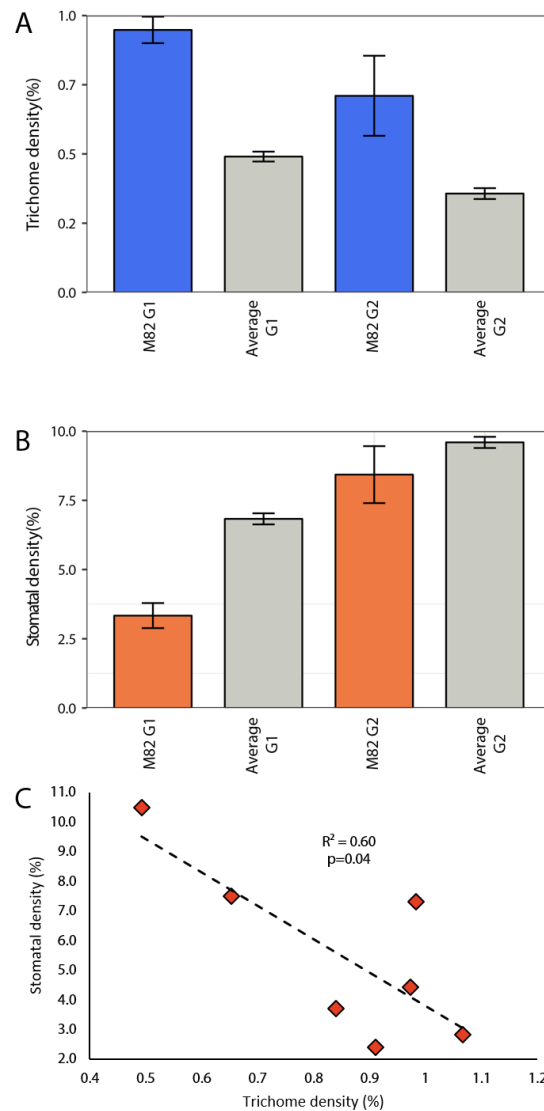 A
Trichome density(%)
1.0
0.7
0.5
0.2
0.0
M82 G1
Average
G1
M82 G2
Average
G2
B
Stomatal density(%)
10.0
7.5
5.0
2.5
0.0
M82 G1
Average
G1
M82 G2
Average
G2
C
Stomatal density (%)
11.0
10.0
9.0
8.0
7.0
6.0
5.0
4.0
3.0
2.0
R² = 0.60
p=0.04
0.4 0.5 0.6 0.7 0.8 0.9 1 1.1 1.2
Trichome density (%)